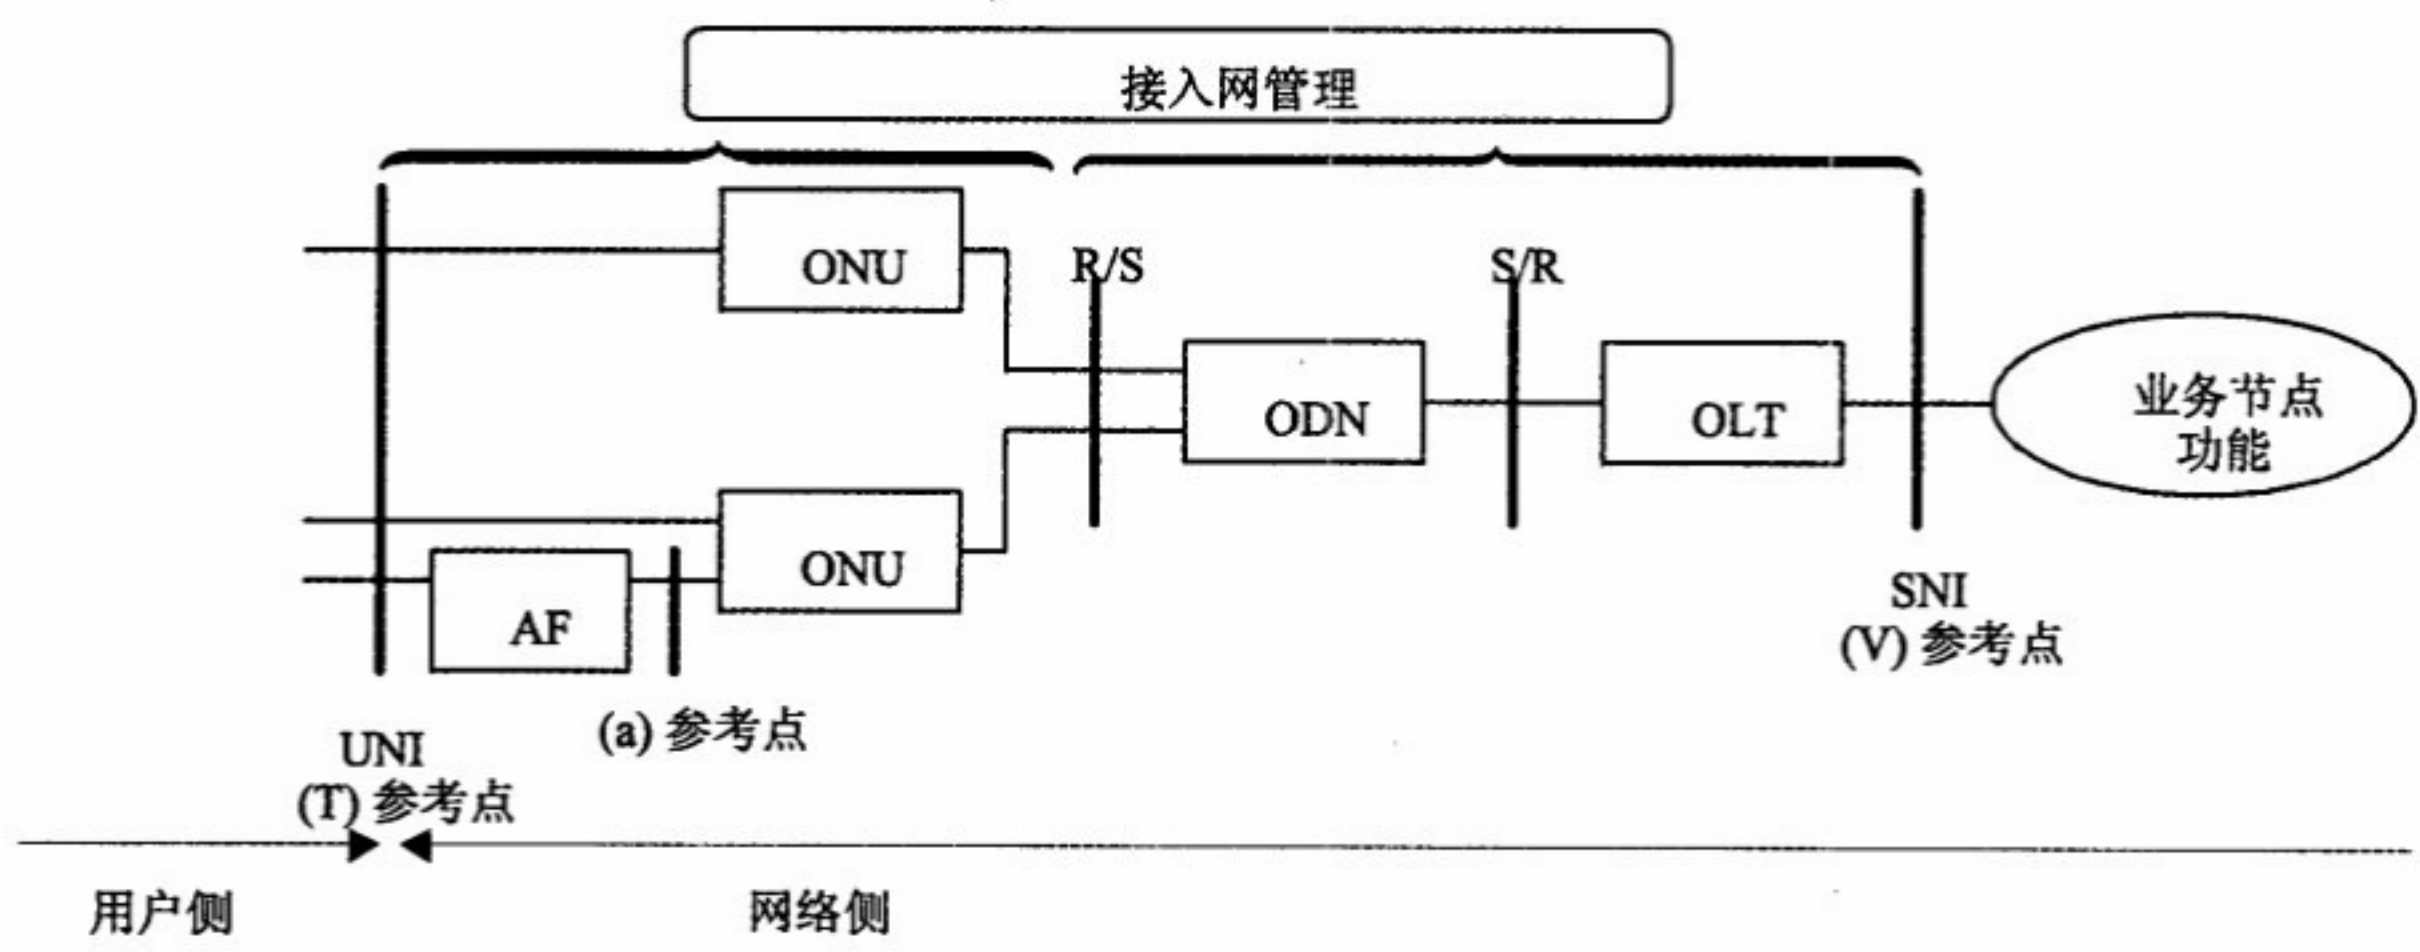 接入网管理
ONU
R/S
S/R
ODN
OLT
业务节点
功能
ONU
AF
SNI
(V) 参考点
(a) 参考点
UNI
(T) 参考点
用户侧
网络侧